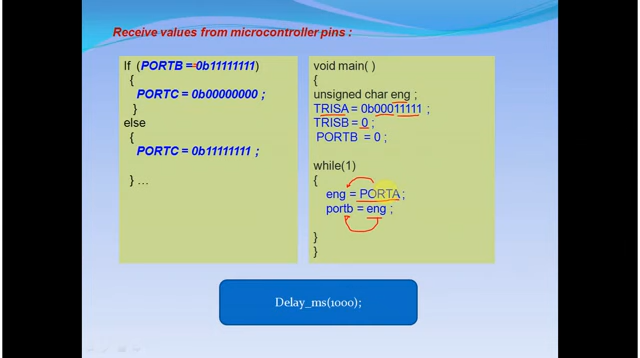 Receive values from microcontroller pins :
If (PORTB = 0b11111111)
{
PORTC = 0b00000000 ;
}
else
{
PORTC = 0b11111111 ;
} ...
void main( )
{
unsigned char eng ;
TRISA = 0b00011111 ;
TRISB = 0 ;
PORTB = 0 ;
while(1)
{
eng = PORTA ;
portb = eng ;
}
}
Delay_ms(1000);